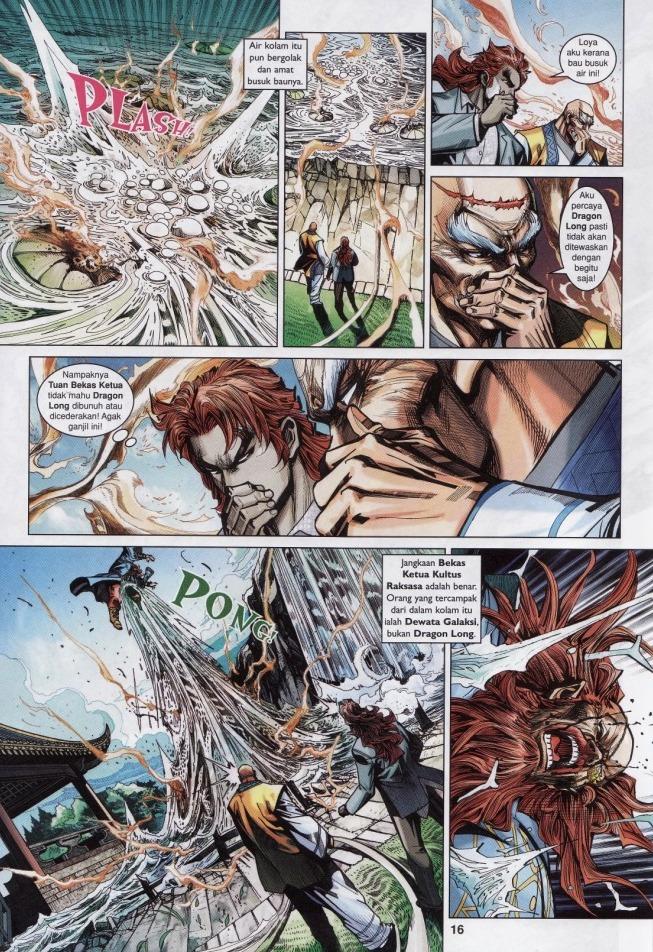 PLASH!
Air kolam itu
pun bergolak
dan amat
busuk baunya.
Loya
aku kerana
bau busuk
air ini!
Aku
percaya
Dragon
Long pasti
tidak akan
ditewaskan
dengan
begitu
saja!
Nampaknya
Tuan Bekas Ketua
tidak mahu Dragon
Long dibunuh atau
dicederakan! Agak
ganjil ini!
PONG!
Jangkaan Bekas
Ketua Kultus
Raksasa adalah benar.
Orang yang tercampak
dari dalam kolam itu
ialah Dewata Galaksi,
bukan Dragon Long.
16